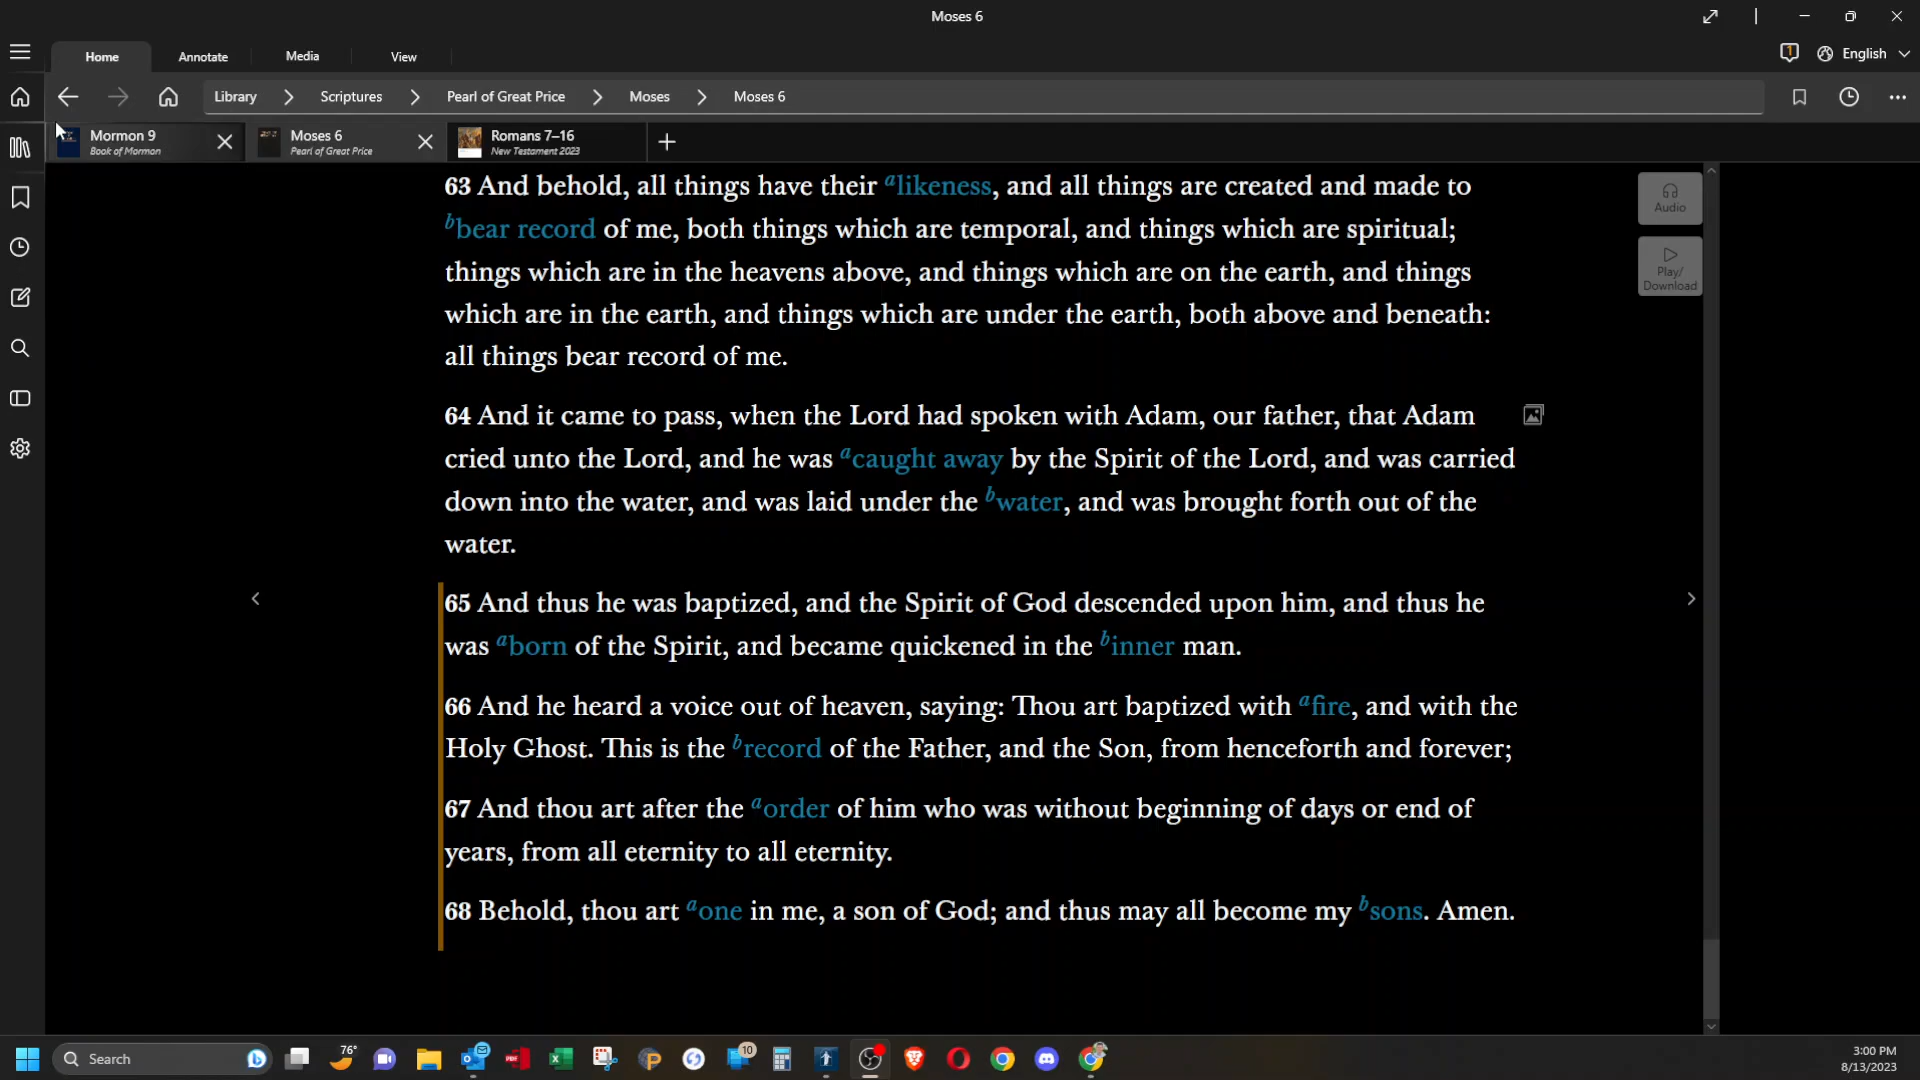 Moses 6
Home Annotate Media View
1 English
Library Scriptures Pearl of Great Price Moses Moses 6
Mormon 9 Moses 6 Romans 7–16
Book of Mormon Pearl of Great Price New Testament 2023
Audio
Play/
Download
63 And behold, all things have their a likeness, and all things are created and made to
b bear record of me, both things which are temporal, and things which are spiritual;
things which are in the heavens above, and things which are on the earth, and things
which are in the earth, and things which are under the earth, both above and beneath:
all things bear record of me.
64 And it came to pass, when the Lord had spoken with Adam, our father, that Adam
cried unto the Lord, and he was a caught away by the Spirit of the Lord, and was carried
down into the water, and was laid under the b water, and was brought forth out of the
water.
65 And thus he was baptized, and the Spirit of God descended upon him, and thus he
was a born of the Spirit, and became quickened in the b inner man.
66 And he heard a voice out of heaven, saying: Thou art baptized with a fire, and with the
Holy Ghost. This is the b record of the Father, and the Son, from henceforth and forever;
67 And thou art after the a order of him who was without beginning of days or end of
years, from all eternity to all eternity.
68 Behold, thou art a one in me, a son of God; and thus may all become my b sons. Amen.
Search 76° 10
3:00 PM
8/13/2023